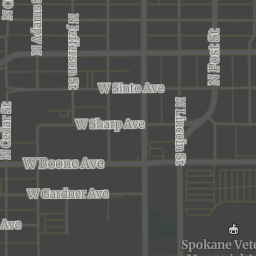 N C
N Adams S
N Jefferson St
N Post St
W Sinto Ave
N Cedar St
W Sharp Ave
N Lincoln St
W Boone Ave
W Gardner Ave
Ave
Spokane Vete